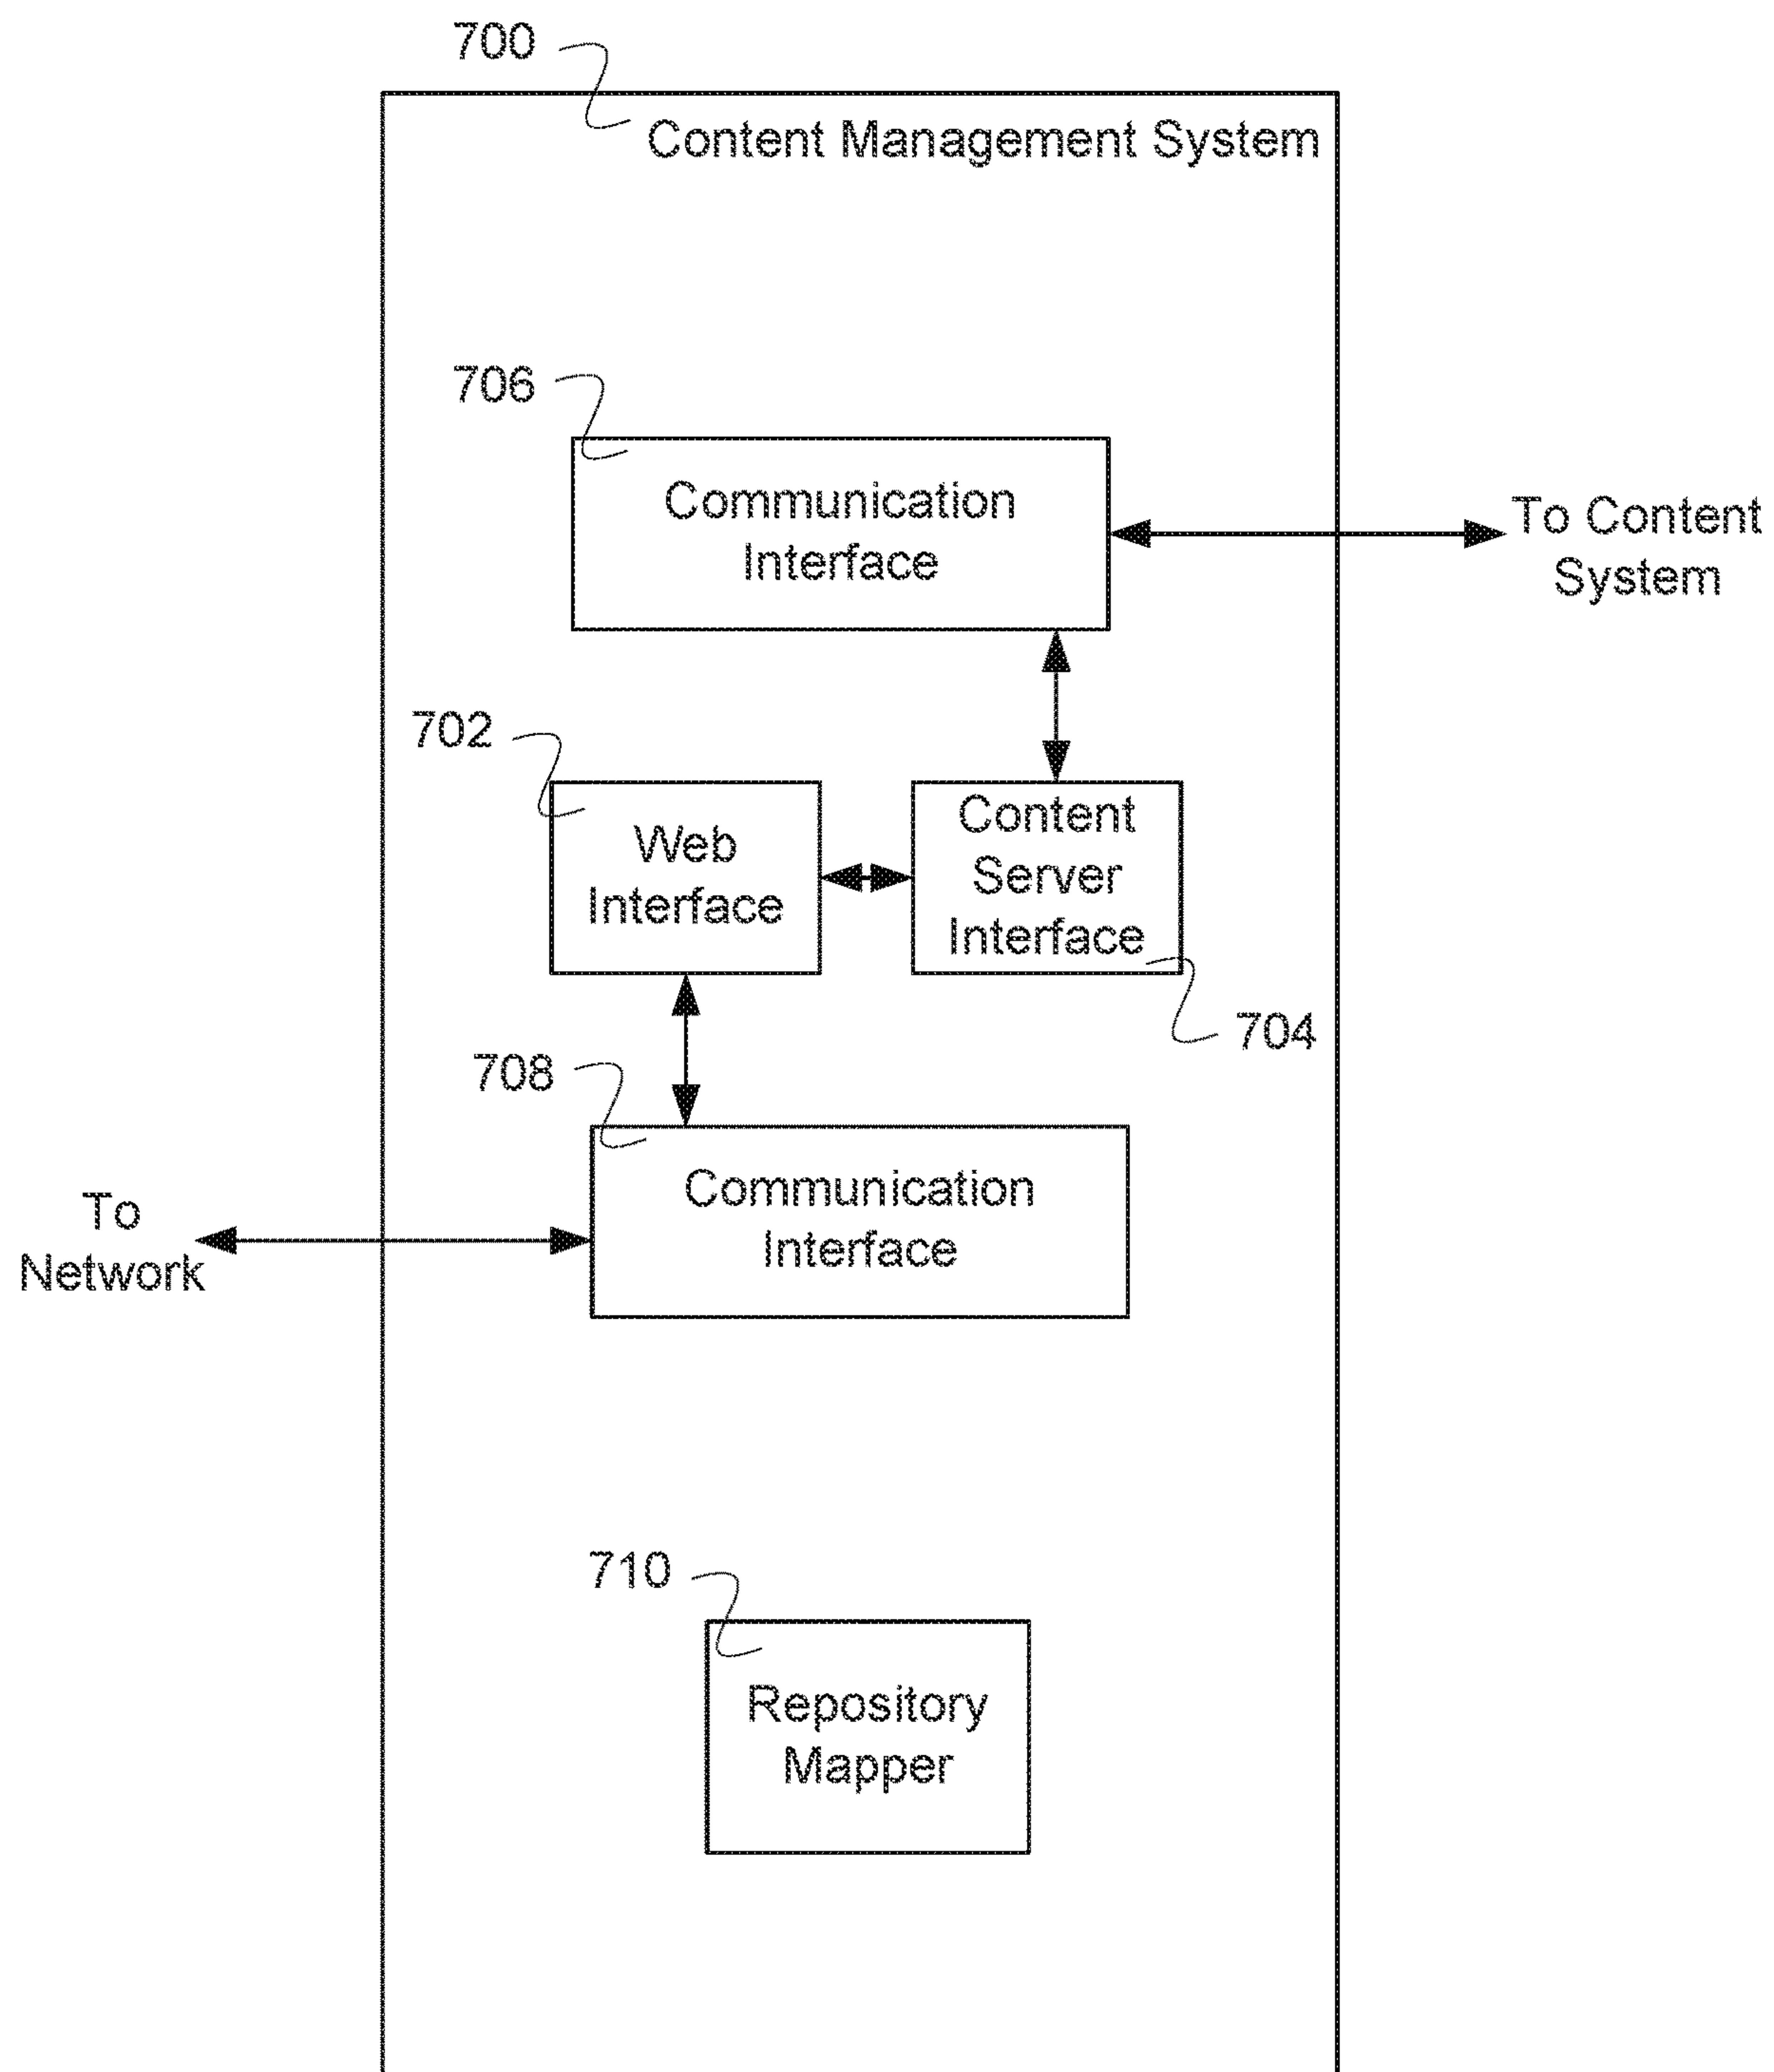 700
Content Management System
706
Communication
Interface
To Content
System
702
Web
Interface
Content
Server
Interface
704
708
Communication
Interface
To
Network
710
Repository
Mapper